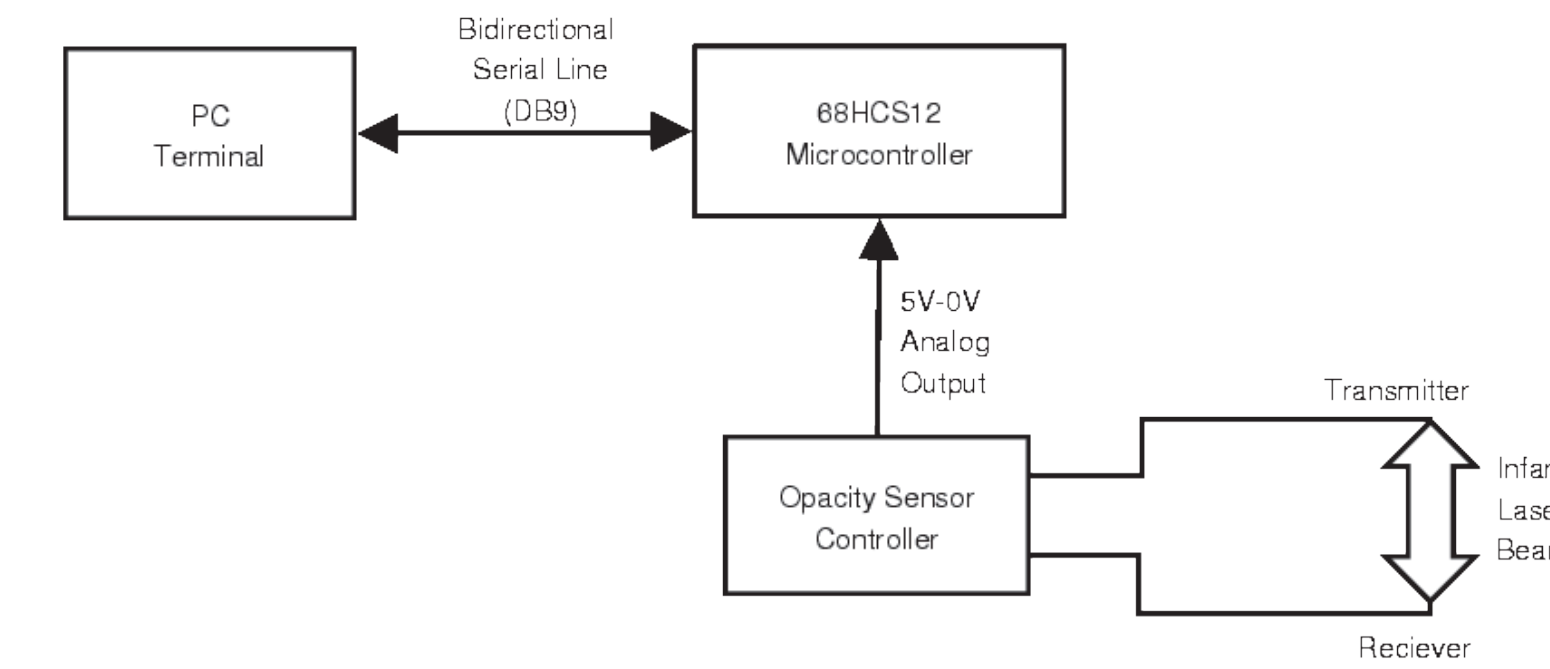 Bidirectional
Serial Line
(DB9)
PC
Terminal
68HCS12
Microcontroller
5V-0V
Analog
Output
Transmitter
Opacity Sensor
Controller
Reciever